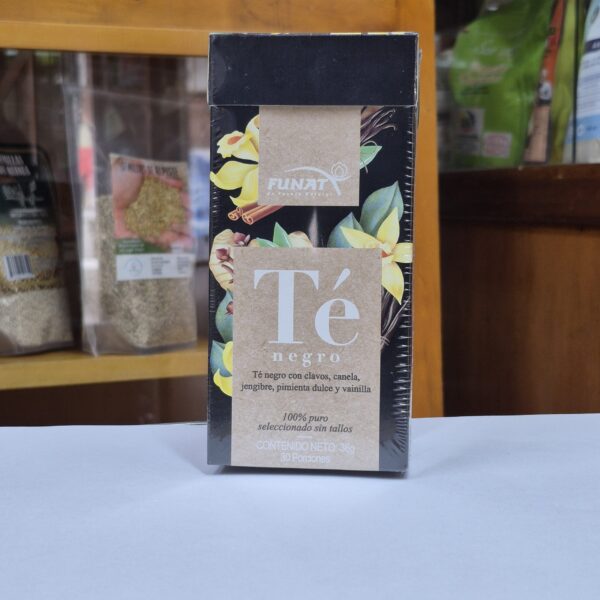 FUNAT
Té
negro
Té negro con clavos, canela,
jengibre, pimienta dulce y vainilla
100% puro
seleccionado sin tallos
CONTENIDO NETO: 36g
30 Porciones